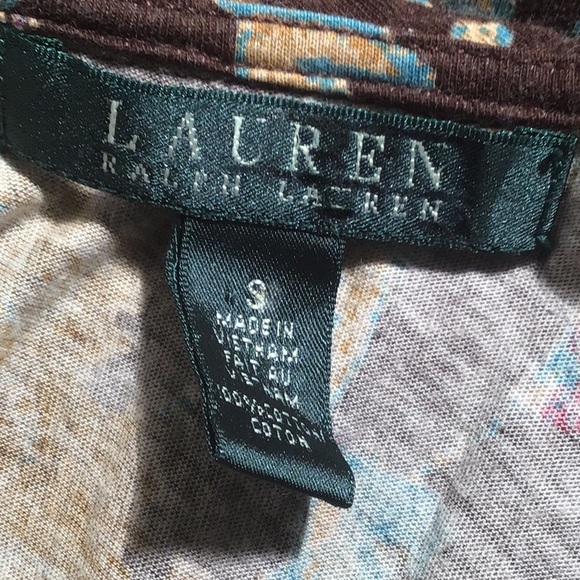 LAUREN
RALPH LAUREN
S
MADE IN
VIETNAM
FAIT AU
VIETNAM
100% COTTON/
COTON